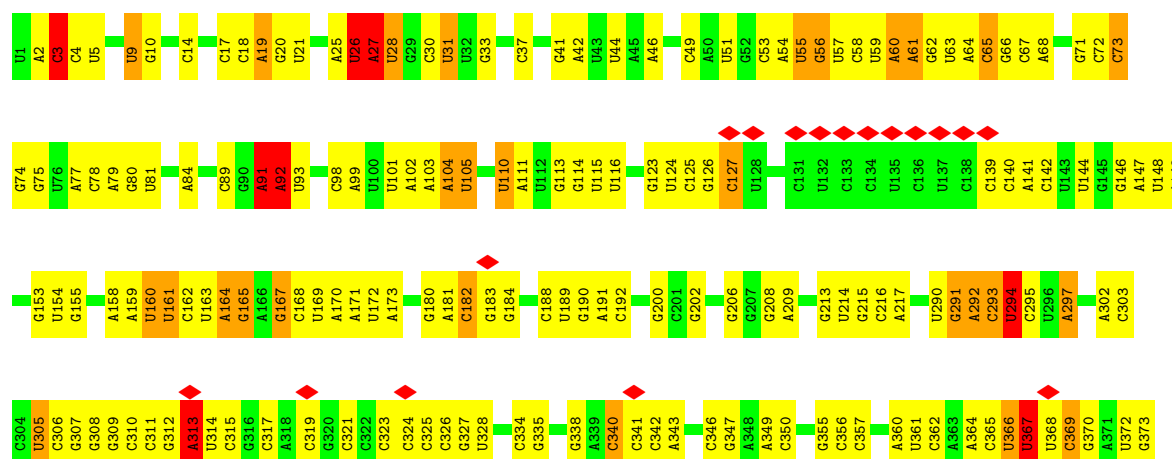 U1 A2 C3 C4 U5 U9 G10 C14 C17 C18 A19 G20 U21 A25 U26 A27 U28 G29 C30 U31 U32 G33 C37 G41 A42 U43 U44 A45 A46 C49 A50 U51 G52 C53 A54 U55 G56 U57 C58 U59 A60 A61 G62 U63 A64 C65 G66 C67 A68 G71 C72 C73
G74 G75 U76 A77 C78 A79 G80 U81 A84 C89 G90 A91 A92 U93 C98 A99 U100 U101 A102 A103 A104 U105 U110 A111 U112 G113 G114 U115 U116 G123 U124 C125 G126 C127 U128 C131 U132 C133 C134 U135 C136 U137 C138 C139 C140 A141 C142 U143 U144 G145 G146 A147 U148
G153 U154 G155 A158 A159 U160 U161 C162 U163 A164 G165 A166 G167 C168 U169 A170 A171 U172 A173 G180 A181 C182 G183 G184 C188 U189 G190 A191 C192 G200 C201 G202 G206 G207 G208 A209 G213 U214 G215 C216 A217 U290 G291 A292 C293 U294 C295 U296 A297 A302 C303
C304 U305 C306 G307 G308 G309 C310 C311 G312 A313 U314 C315 G316 C317 A318 C319 G320 C321 C322 C323 C324 C325 C326 G327 U328 C334 G335 G338 A339 C340 C341 C342 A343 C346 G347 A348 A349 C350 G355 C356 C357 A360 U361 C362 A363 A364 C365 U366 U367 U368 C369 G370 A371 U372 G373